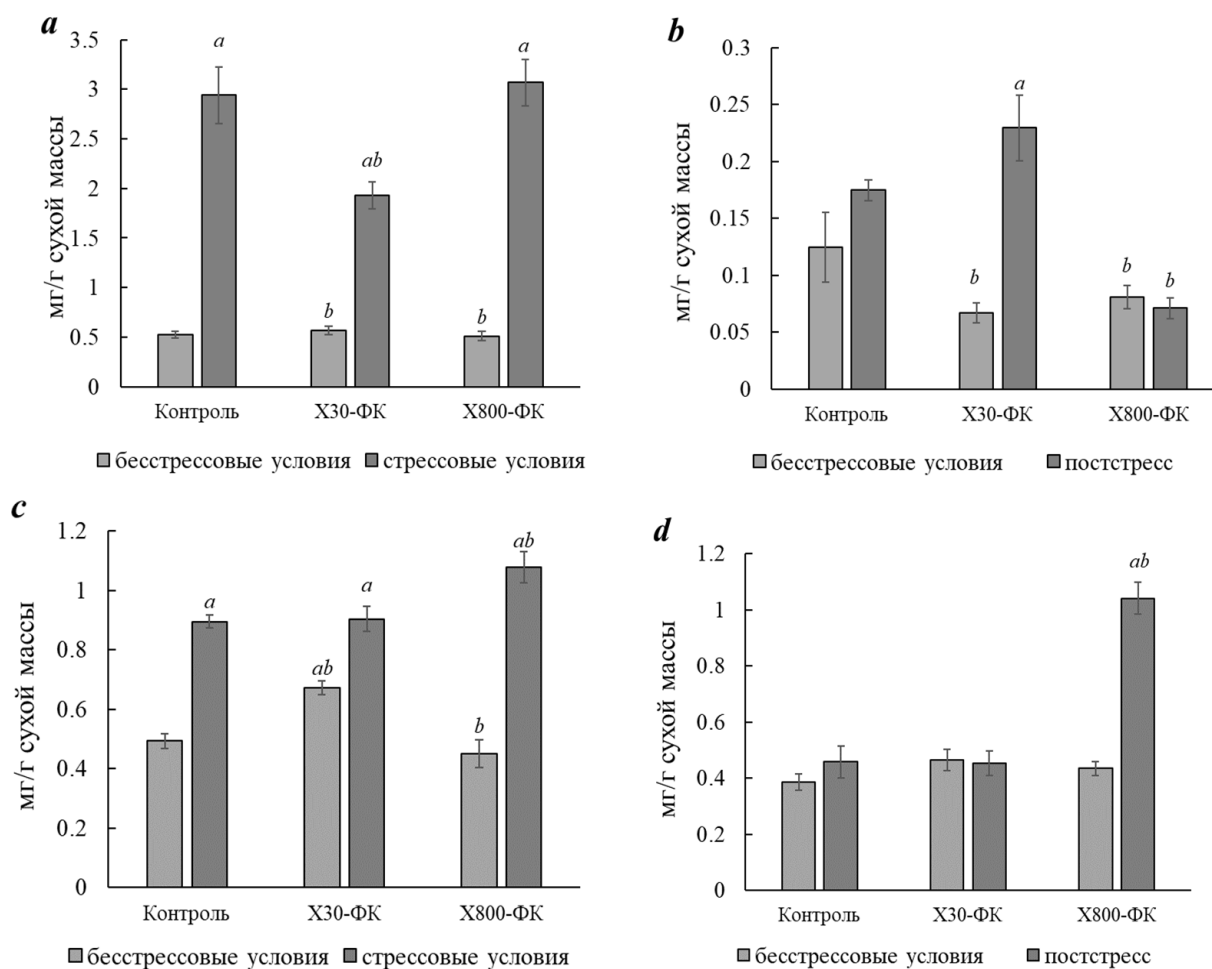 a
мг/г сухой массы
3.5
3
2.5
2
1.5
1
0.5
0
a
ab
b
b
a
Контроль Х30-ФК Х800-ФК
бесстрессовые условия стрессовые условия
b
мг/г сухой массы
0.3
0.25
0.2
0.15
0.1
0.05
0
b
a
b
b
Контроль Х30-ФК Х800-ФК
бесстрессовые условия постстресс
c
мг/г сухой массы
1.2
1
0.8
0.6
0.4
0.2
0
a
ab
a
b
ab
Контроль Х30-ФК Х800-ФК
бесстрессовые условия стрессовые условия
d
мг/г сухой массы
1.2
1
0.8
0.6
0.4
0.2
0
ab
Контроль Х30-ФК Х800-ФК
бесстрессовые условия постстресс